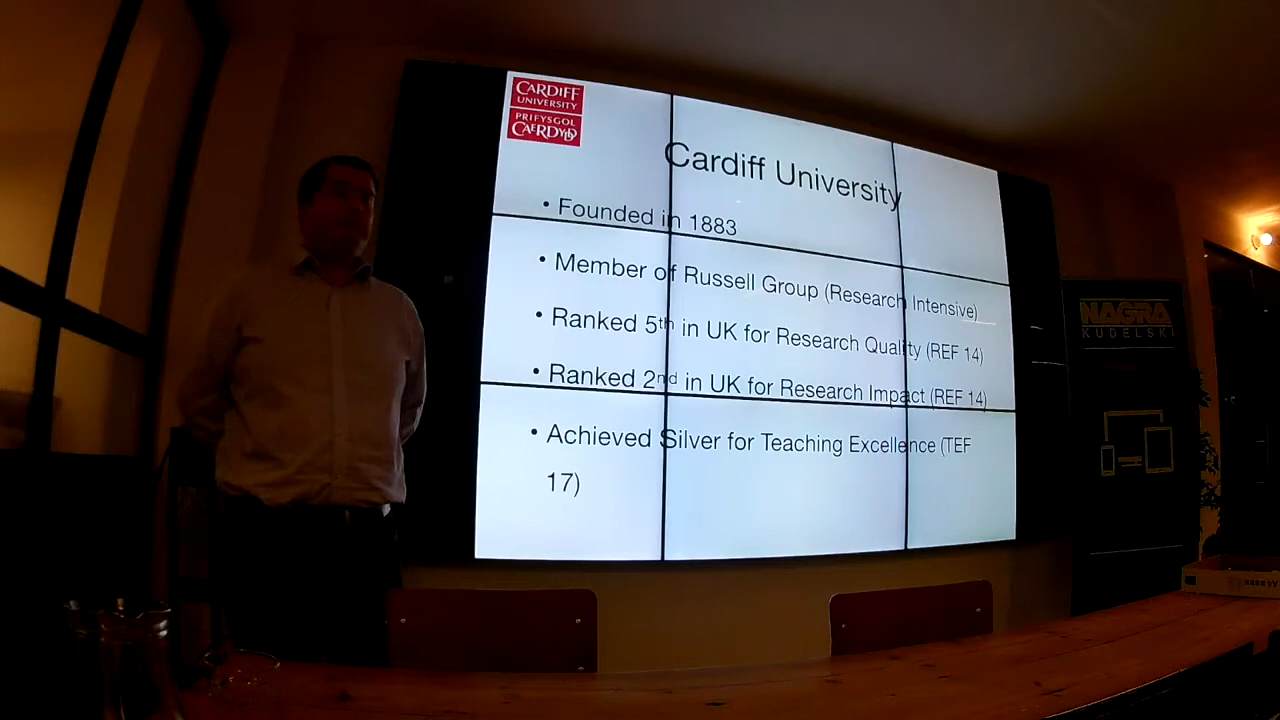 CARDIFF
UNIVERSITY
PRIFYSGOL
CAERDYDD
Cardiff University
• Founded in 1883
• Member of Russell Group (Research Intensive)
• Ranked 5th in UK for Research Quality (REF 14)
• Ranked 2nd in UK for Research Impact (REF 14)
• Achieved Silver for Teaching Excellence (TEF
17)
NAGRA
KUDELSKI